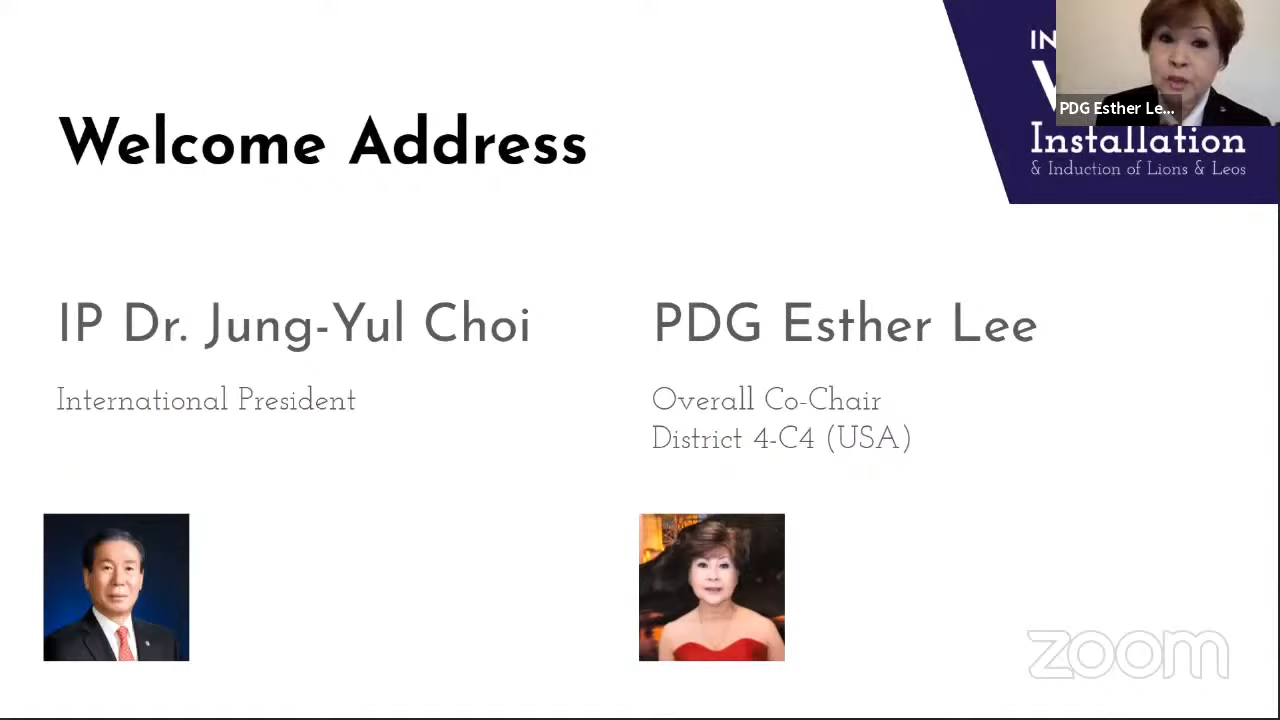 Welcome Address
IN
PDG Esther Le...
Installation
& Induction of Lions & Leos
IP Dr. Jung-Yul Choi
International President
PDG Esther Lee
Overall Co-Chair
District 4-C4 (USA)
zoom